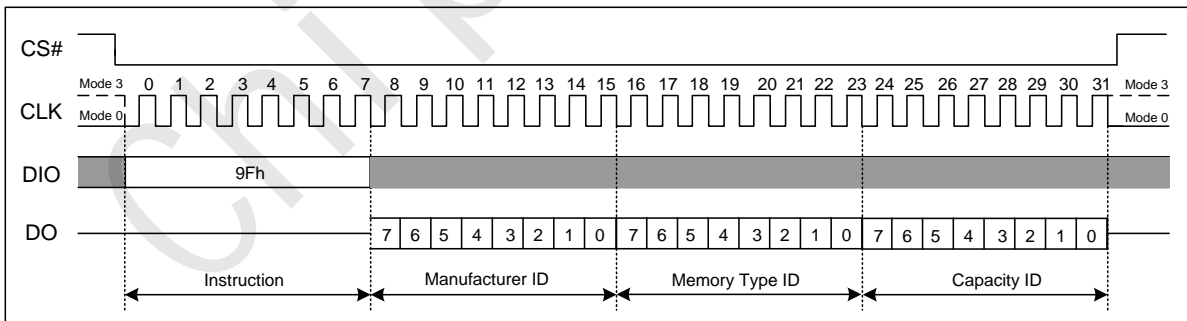 CS#
Mode 3 0 1 2 3 4 5 6 7 8 9 10 11 12 13 14 15 16 17 18 19 20 21 22 23 24 25 26 27 28 29 30 31 Mode 3
CLK
Mode 0 Mode 0
DIO 9Fh
DO 7 6 5 4 3 2 1 0 7 6 5 4 3 2 1 0 7 6 5 4 3 2 1 0
Instruction Manufacturer ID Memory Type ID Capacity ID